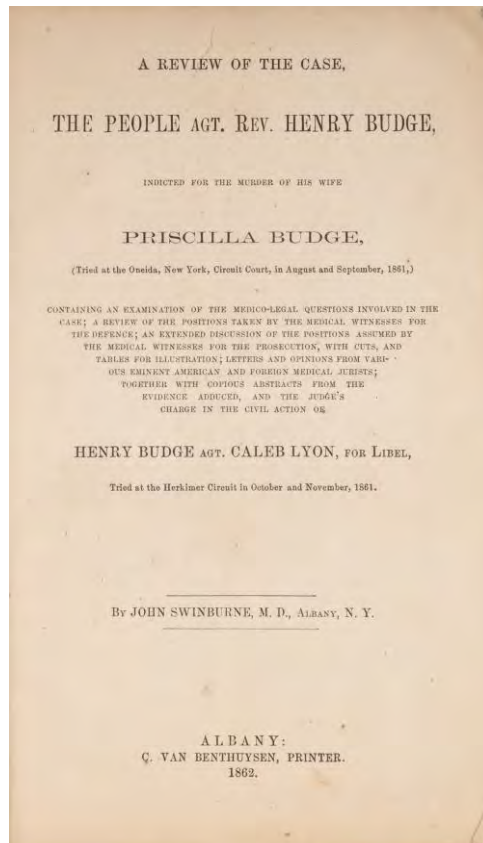 A REVIEW OF THE CASE,
THE PEOPLE AGT. REV. HENRY BUDGE,
INDICTED FOR THE MURDER OF HIS WIFE
PRISCILLA BUDGE,
(Tried at the Oneida, New York, Circuit Court, in August and September, 1861,)
CONTAINING AN EXAMINATION OF THE MEDICO-LEGAL QUESTIONS INVOLVED IN THE
CASE; A REVIEW OF THE POSITIONS TAKEN BY THE MEDICAL WITNESSES FOR
THE DEFENCE; AN EXTENDED DISCUSSION OF THE POSITIONS ASSUMED BY
THE MEDICAL WITNESSES FOR THE PROSECUTION, WITH CUTS, AND
TABLES FOR ILLUSTRATION; LETTERS AND OPINIONS FROM VARI-
OUS EMINENT AMERICAN AND FOREIGN MEDICAL JURISTS;
TOGETHER WITH COPIOUS ABSTRACTS FROM THE
EVIDENCE ADDUCED, AND THE JUDGE'S
CHARGE IN THE CIVIL ACTION OF
HENRY BUDGE AGT. CALEB LYON, FOR LIBEL,
Tried at the Herkimer Circuit in October and November, 1861.
BY JOHN SWINBURNE, M. D., ALBANY, N. Y.
ALBANY:
C. VAN BENTHUYSEN, PRINTER.
1862.